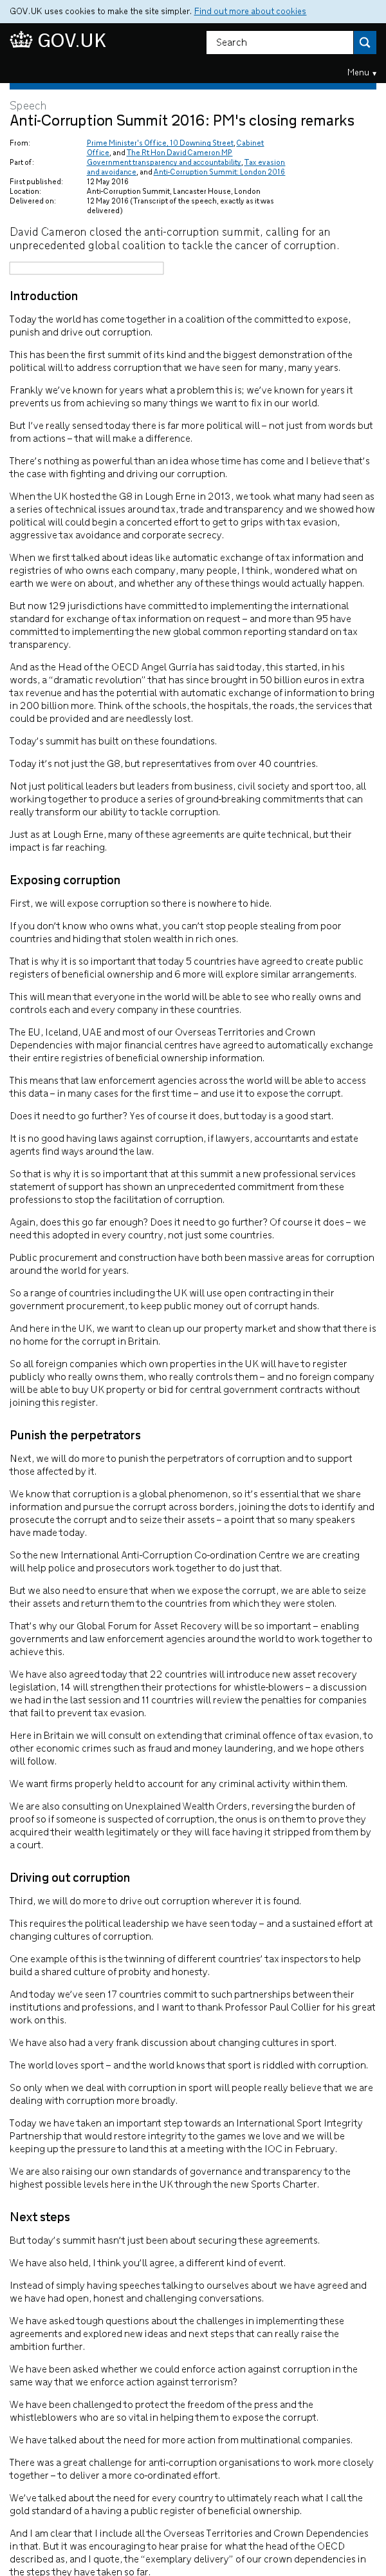 GOV.UK uses cookies to make the site simpler. Find out more about cookies
GOV.UK
Search
Menu
Speech
Anti-Corruption Summit 2016: PM's closing remarks
From: Prime Minister's Office, 10 Downing Street, Cabinet
Office, and The Rt Hon David Cameron MP
Part of: Government transparency and accountability, Tax evasion
and avoidance, and Anti-Corruption Summit: London 2016
First published: 12 May 2016
Location: Anti-Corruption Summit, Lancaster House, London
Delivered on: 12 May 2016 (Transcript of the speech, exactly as it was
delivered)
David Cameron closed the anti-corruption summit, calling for an
unprecedented global coalition to tackle the cancer of corruption.
Introduction
Today the world has come together in a coalition of the committed to expose,
punish and drive out corruption.
This has been the first summit of its kind and the biggest demonstration of the
political will to address corruption that we have seen for many, many years.
Frankly we've known for years what a problem this is; we've known for years it
prevents us from achieving so many things we want to fix in our world.
But I've really sensed today there is far more political will – not just from words but
from actions – that will make a difference.
There's nothing as powerful than an idea whose time has come and I believe that's
the case with fighting and driving our corruption.
When the UK hosted the G8 in Lough Erne in 2013, we took what many had seen as
a series of technical issues around tax, trade and transparency and we showed how
political will could begin a concerted effort to get to grips with tax evasion,
aggressive tax avoidance and corporate secrecy.
When we first talked about ideas like automatic exchange of tax information and
registries of who owns each company, many people, I think, wondered what on
earth we were on about, and whether any of these things would actually happen.
But now 129 jurisdictions have committed to implementing the international
standard for exchange of tax information on request – and more than 95 have
committed to implementing the new global common reporting standard on tax
transparency.
And as the Head of the OECD Angel Gurría has said today, this started, in his
words, a "dramatic revolution" that has since brought in 50 billion euros in extra
tax revenue and has the potential with automatic exchange of information to bring
in 200 billion more. Think of the schools, the hospitals, the roads, the services that
could be provided and are needlessly lost.
Today's summit has built on these foundations.
Today it's not just the G8, but representatives from over 40 countries.
Not just political leaders but leaders from business, civil society and sport too, all
working together to produce a series of ground-breaking commitments that can
really transform our ability to tackle corruption.
Just as at Lough Erne, many of these agreements are quite technical, but their
impact is far reaching.
Exposing corruption
First, we will expose corruption so there is nowhere to hide.
If you don't know who owns what, you can't stop people stealing from poor
countries and hiding that stolen wealth in rich ones.
That is why it is so important that today 5 countries have agreed to create public
registers of beneficial ownership and 6 more will explore similar arrangements.
This will mean that everyone in the world will be able to see who really owns and
controls each and every company in these countries.
The EU, Iceland, UAE and most of our Overseas Territories and Crown
Dependencies with major financial centres have agreed to automatically exchange
their entire registries of beneficial ownership information.
This means that law enforcement agencies across the world will be able to access
this data – in many cases for the first time – and use it to expose the corrupt.
Does it need to go further? Yes of course it does, but today is a good start.
It is no good having laws against corruption, if lawyers, accountants and estate
agents find ways around the law.
So that is why it is so important that at this summit a new professional services
statement of support has shown an unprecedented commitment from these
professions to stop the facilitation of corruption.
Again, does this go far enough? Does it need to go further? Of course it does – we
need this adopted in every country, not just some countries.
Public procurement and construction have both been massive areas for corruption
around the world for years.
So a range of countries including the UK will use open contracting in their
government procurement, to keep public money out of corrupt hands.
And here in the UK, we want to clean up our property market and show that there is
no home for the corrupt in Britain.
So all foreign companies which own properties in the UK will have to register
publicly who really owns them, who really controls them – and no foreign company
will be able to buy UK property or bid for central government contracts without
joining this register.
Punish the perpetrators
Next, we will do more to punish the perpetrators of corruption and to support
those affected by it.
We know that corruption is a global phenomenon, so it's essential that we share
information and pursue the corrupt across borders, joining the dots to identify and
prosecute the corrupt and to seize their assets – a point that so many speakers
have made today.
So the new International Anti-Corruption Co-ordination Centre we are creating
will help police and prosecutors work together to do just that.
But we also need to ensure that when we expose the corrupt, we are able to seize
their assets and return them to the countries from which they were stolen.
That's why our Global Forum for Asset Recovery will be so important – enabling
governments and law enforcement agencies around the world to work together to
achieve this.
We have also agreed today that 22 countries will introduce new asset recovery
legislation, 14 will strengthen their protections for whistle-blowers – a discussion
we had in the last session and 11 countries will review the penalties for companies
that fail to prevent tax evasion.
Here in Britain we will consult on extending that criminal offence of tax evasion, to
other economic crimes such as fraud and money laundering, and we hope others
will follow.
We want firms properly held to account for any criminal activity within them.
We are also consulting on Unexplained Wealth Orders, reversing the burden of
proof so if someone is suspected of corruption, the onus is on them to prove they
acquired their wealth legitimately or they will face having it stripped from them by
a court.
Driving out corruption
Third, we will do more to drive out corruption wherever it is found.
This requires the political leadership we have seen today – and a sustained effort at
changing cultures of corruption.
One example of this is the twinning of different countries' tax inspectors to help
build a shared culture of probity and honesty.
And today we've seen 17 countries commit to such partnerships between their
institutions and professions, and I want to thank Professor Paul Collier for his great
work on this.
We have also had a very frank discussion about changing cultures in sport.
The world loves sport – and the world knows that sport is riddled with corruption.
So only when we deal with corruption in sport will people really believe that we are
dealing with corruption more broadly.
Today we have taken an important step towards an International Sport Integrity
Partnership that would restore integrity to the games we love and we will be
keeping up the pressure to land this at a meeting with the IOC in February.
We are also raising our own standards of governance and transparency to the
highest possible levels here in the UK through the new Sports Charter.
Next steps
But today's summit hasn't just been about securing these agreements.
We have also held, I think you'll agree, a different kind of event.
Instead of simply having speeches talking to ourselves about we have agreed and
we have had open, honest and challenging conversations.
We have asked tough questions about the challenges in implementing these
agreements and explored new ideas and next steps that can really raise the
ambition further.
We have been asked whether we could enforce action against corruption in the
same way that we enforce action against terrorism?
We have been challenged to protect the freedom of the press and the
whistleblowers who are so vital in helping them to expose the corrupt.
We have talked about the need for more action from multinational companies.
There was a great challenge for anti-corruption organisations to work more closely
together – to deliver a more co-ordinated effort.
We've talked about the need for every country to ultimately reach what I call the
gold standard of a having a public register of beneficial ownership.
And I am clear that I include all the Overseas Territories and Crown Dependencies
in that. But it was encouraging to hear praise for what the head of the OECD
described as, and I quote, the "exemplary delivery" of our crown dependencies in
the steps they have taken so far.